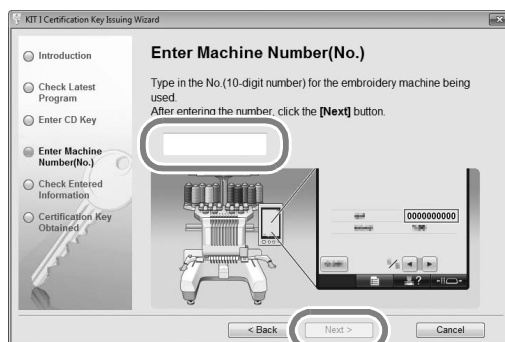 KIT I Certification Key Issuing Wizard
Introduction
Check Latest
Program
Enter CD Key
Enter Machine
Number(No.)
Check Entered
Information
Certification Key
Obtained
Enter Machine Number(No.)
Type in the No.(10-digit number) for the embroidery machine being
used.
After entering the number, click the [Next] button.
0000000000
?
< Back
Next >
Cancel